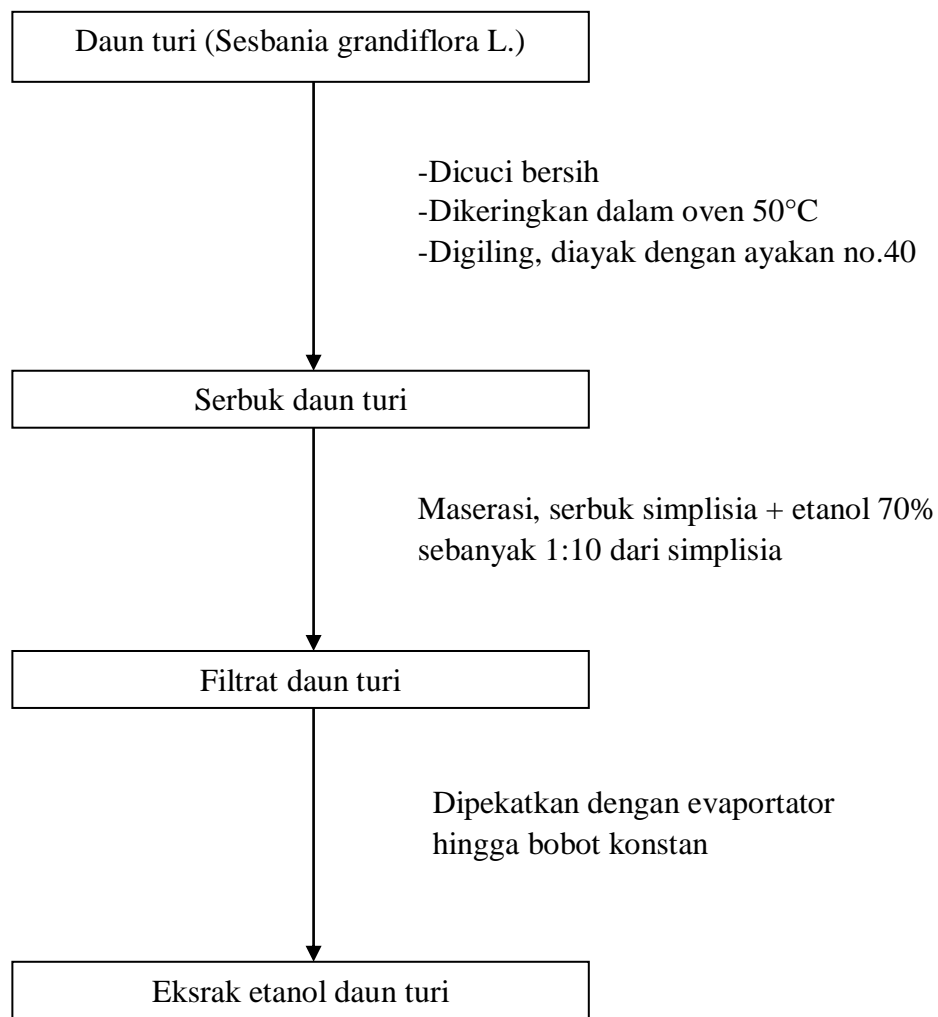 Daun turi (Sesbania grandiflora L.)
-Dicuci bersih
-Dikeringkan dalam oven 50°C
-Digiling, diayak dengan ayakan no.40
Serbuk daun turi
Maserasi, serbuk simplisia + etanol 70%
sebanyak 1:10 dari simplisia
Filtrat daun turi
Dipekatkan dengan evaportator
hingga bobot konstan
Eksrak etanol daun turi